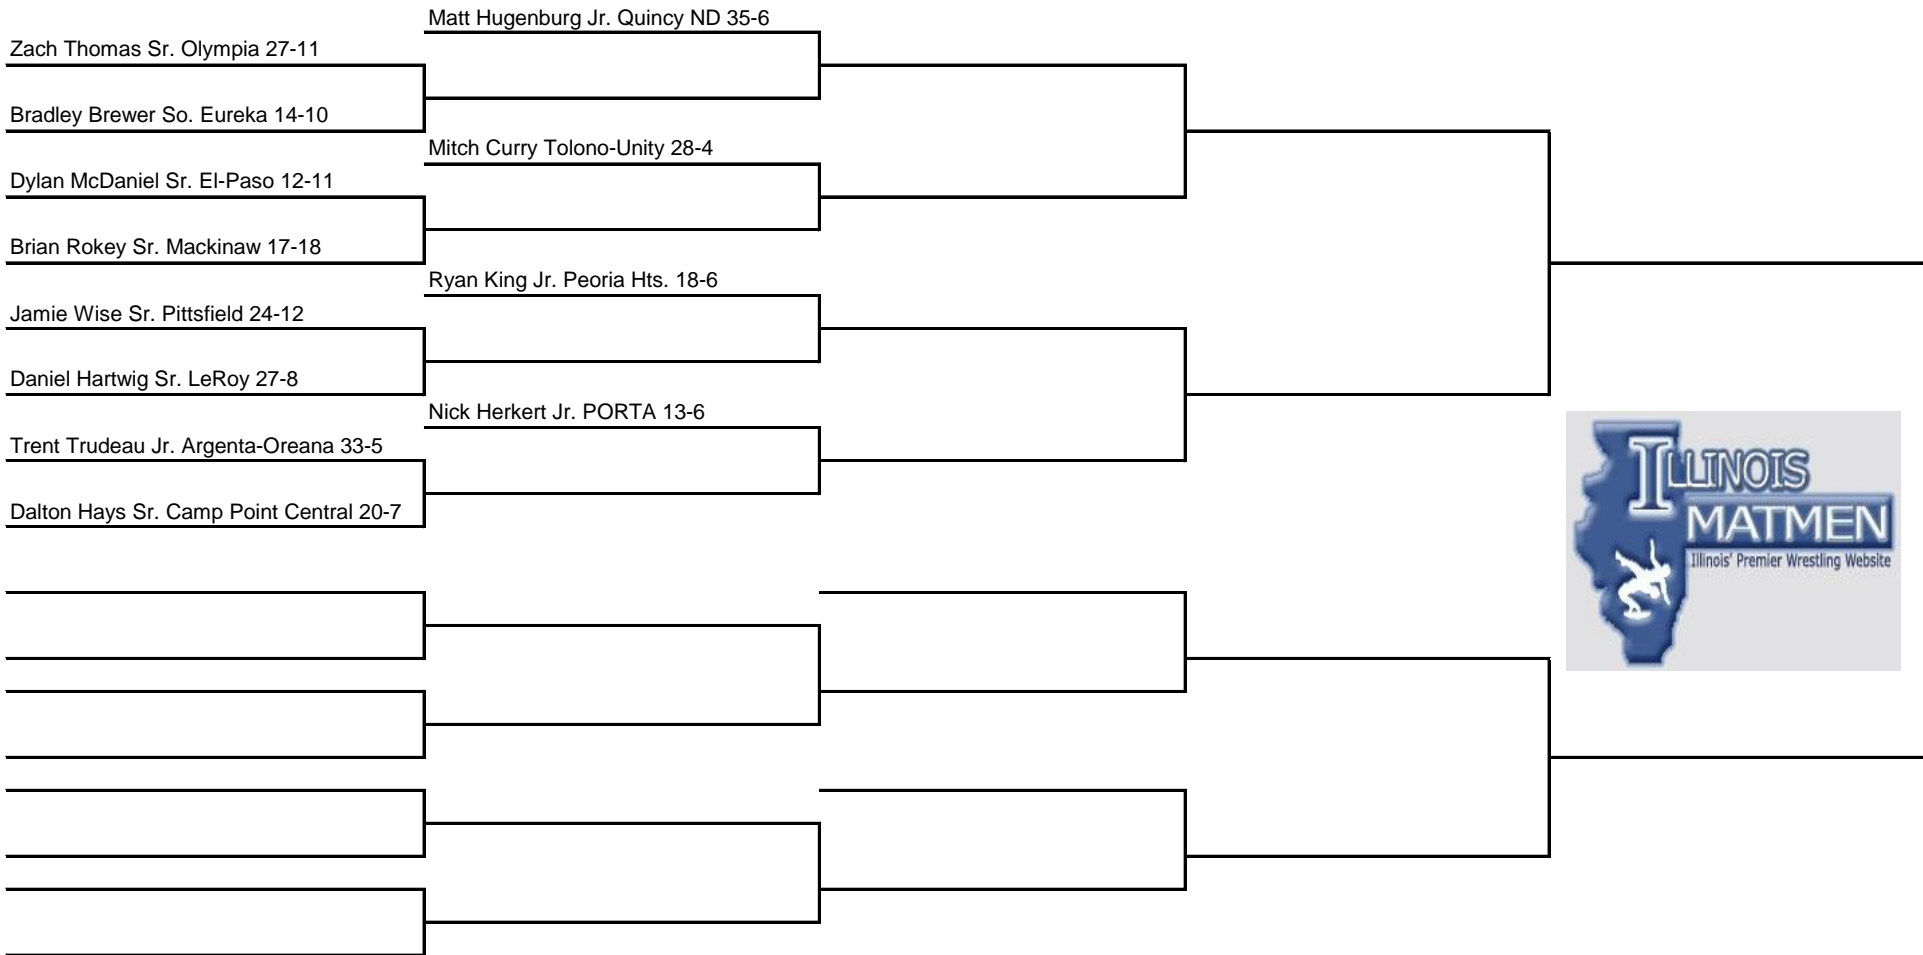 Matt Hugenburg Jr. Quincy ND 35-6
Zach Thomas Sr. Olympia 27-11
Bradley Brewer So. Eureka 14-10
Mitch Curry Tolono-Unity 28-4
Dylan McDaniel Sr. El-Paso 12-11
Brian Rokey Sr. Mackinaw 17-18
Ryan King Jr. Peoria Hts. 18-6
Jamie Wise Sr. Pittsfield 24-12
Daniel Hartwig Sr. LeRoy 27-8
Nick Herkert Jr. PORTA 13-6
Trent Trudeau Jr. Argenta-Oreana 33-5
Dalton Hays Sr. Camp Point Central 20-7
ILLINOIS
MATMEN
Illinois' Premier Wrestling Website